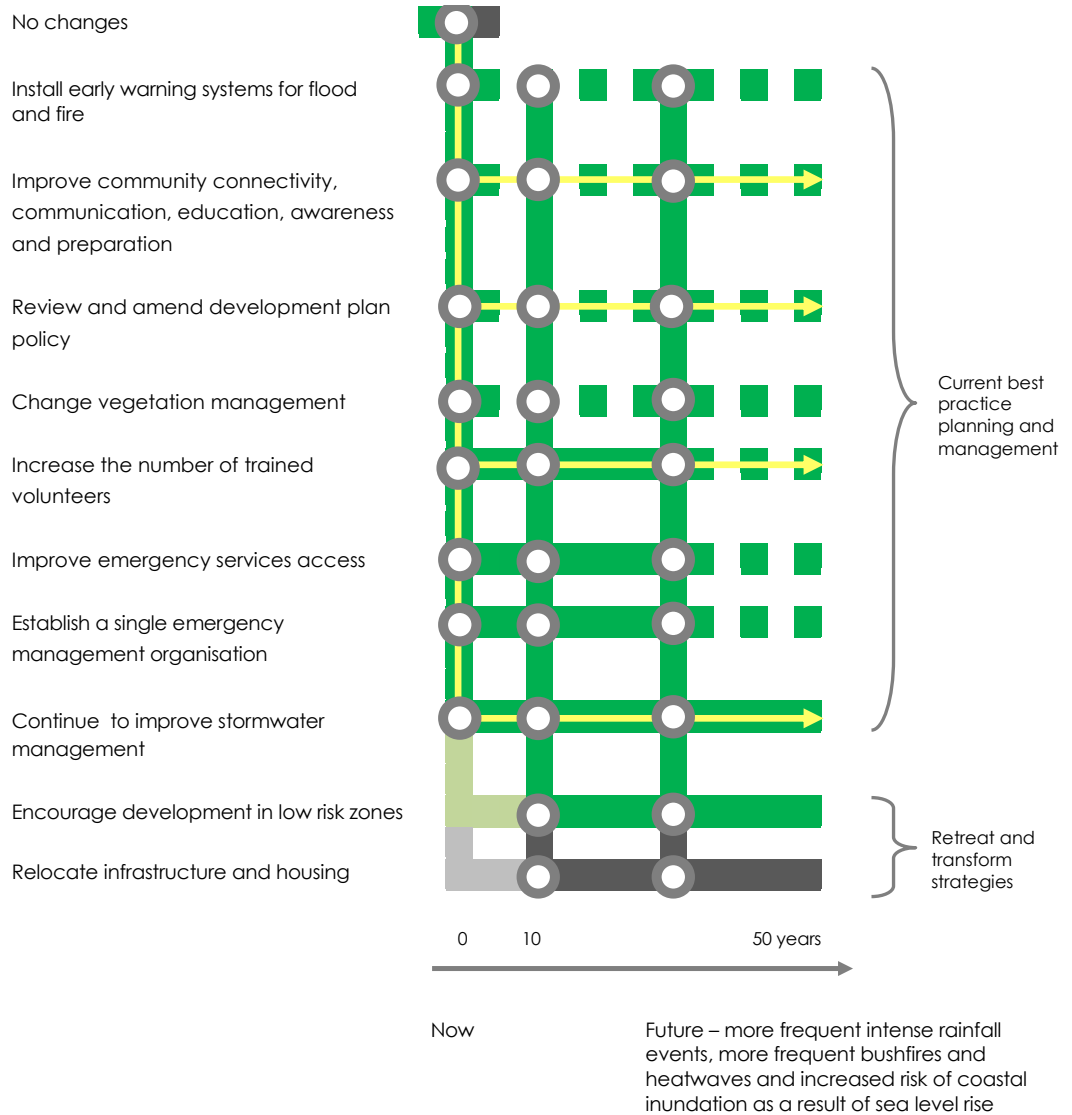 No changes
Install early warning systems for flood
and fire
Improve community connectivity,
communication, education, awareness
and preparation
Review and amend development plan
policy
Change vegetation management
Increase the number of trained
volunteers
Improve emergency services access
Establish a single emergency
management organisation
Continue to improve stormwater
management
Encourage development in low risk zones
Relocate infrastructure and housing
Current best
practice
planning and
management
Retreat and
transform
strategies
0 10 50 years
Now
Future – more frequent intense rainfall
events, more frequent bushfires and
heatwaves and increased risk of coastal
inundation as a result of sea level rise